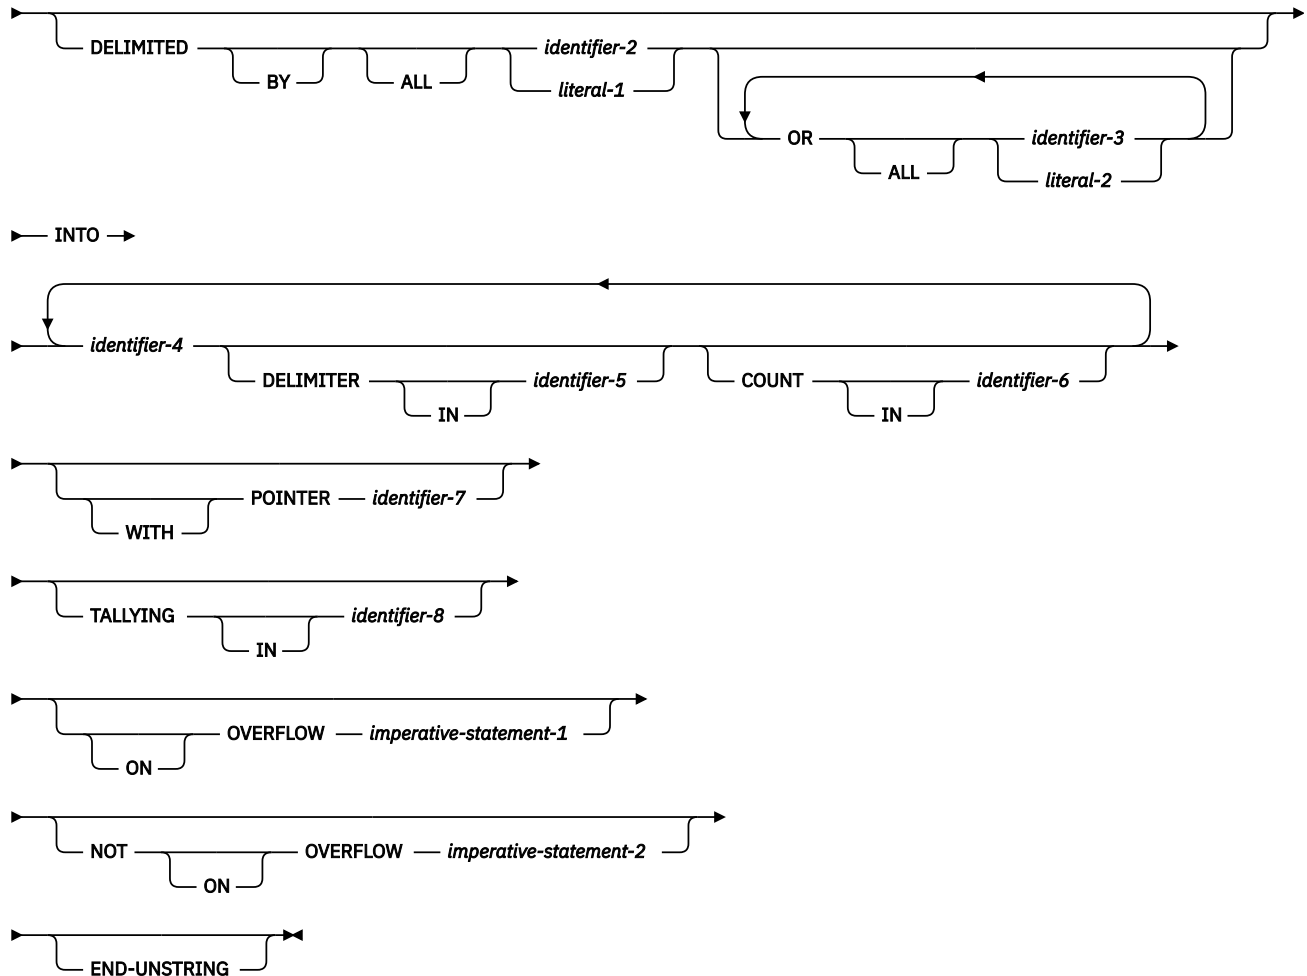 DELIMITED identifier-2
BY ALL literal-1
OR identifier-3
ALL literal-2
INTO
identifier-4
DELIMITER identifier-5 COUNT identifier-6
IN IN
POINTER identifier-7
WITH
TALLYING identifier-8
IN
OVERFLOW imperative-statement-1
ON
NOT OVERFLOW imperative-statement-2
ON
END-UNSTRING